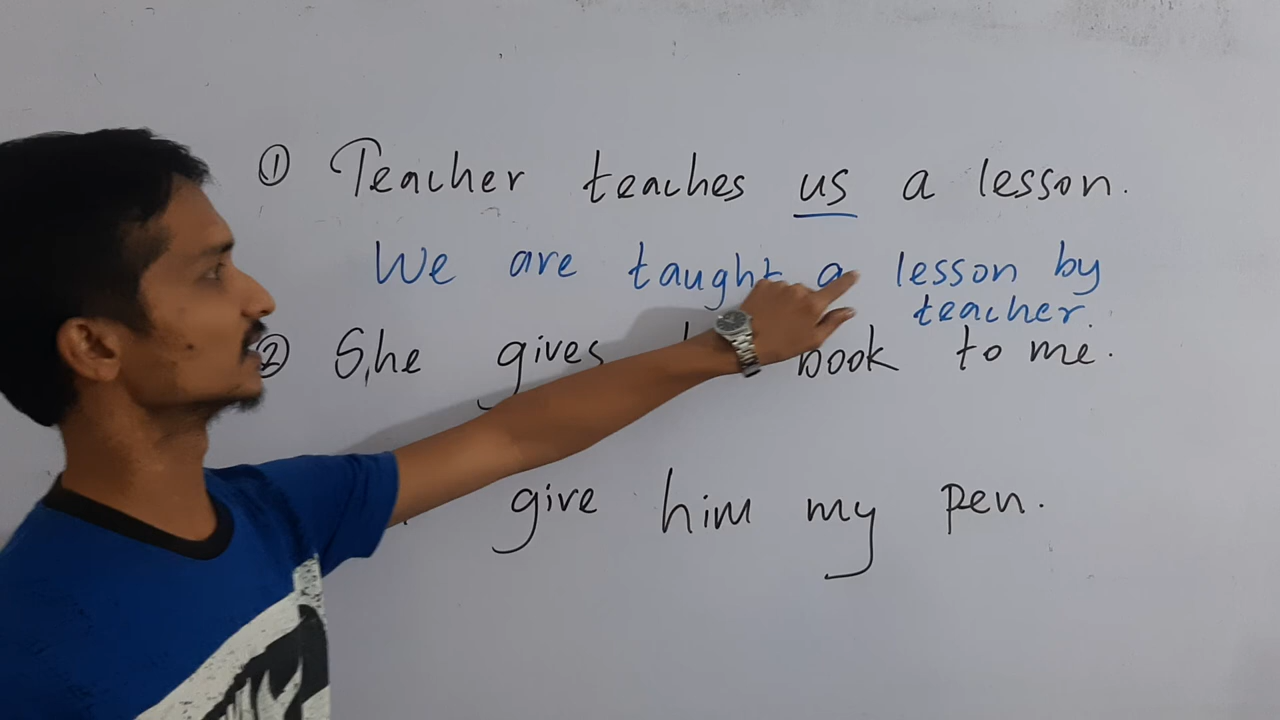 ① Teacher teaches us a lesson.
We are taught a lesson by
teacher.
② She gives book to me.
give him my pen.